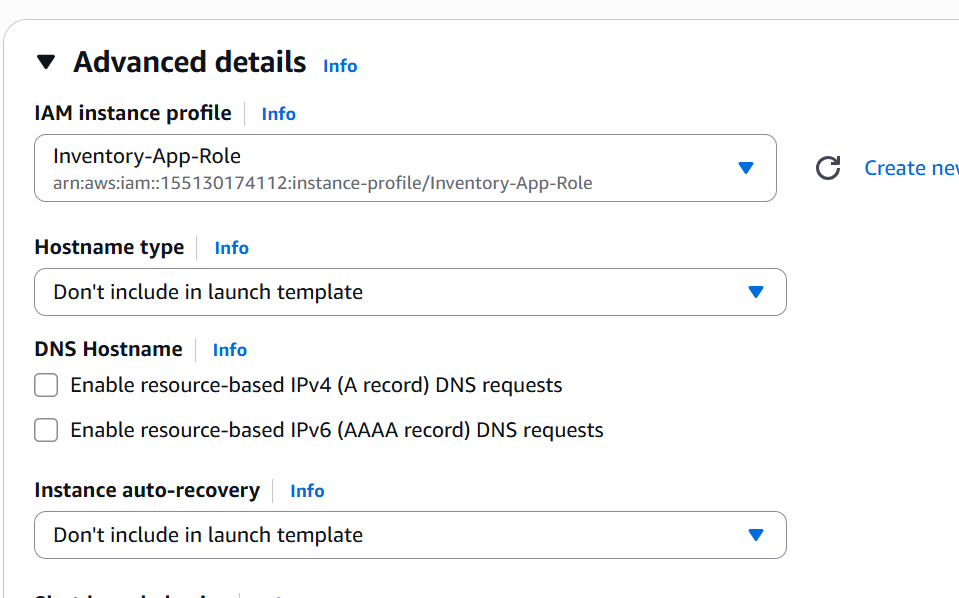 Advanced details Info
IAM instance profile Info
Inventory-App-Role
arn:aws:iam::155130174112:instance-profile/Inventory-App-Role
Create new
Hostname type Info
Don't include in launch template
DNS Hostname Info
Enable resource-based IPv4 (A record) DNS requests
Enable resource-based IPv6 (AAAA record) DNS requests
Instance auto-recovery Info
Don't include in launch template